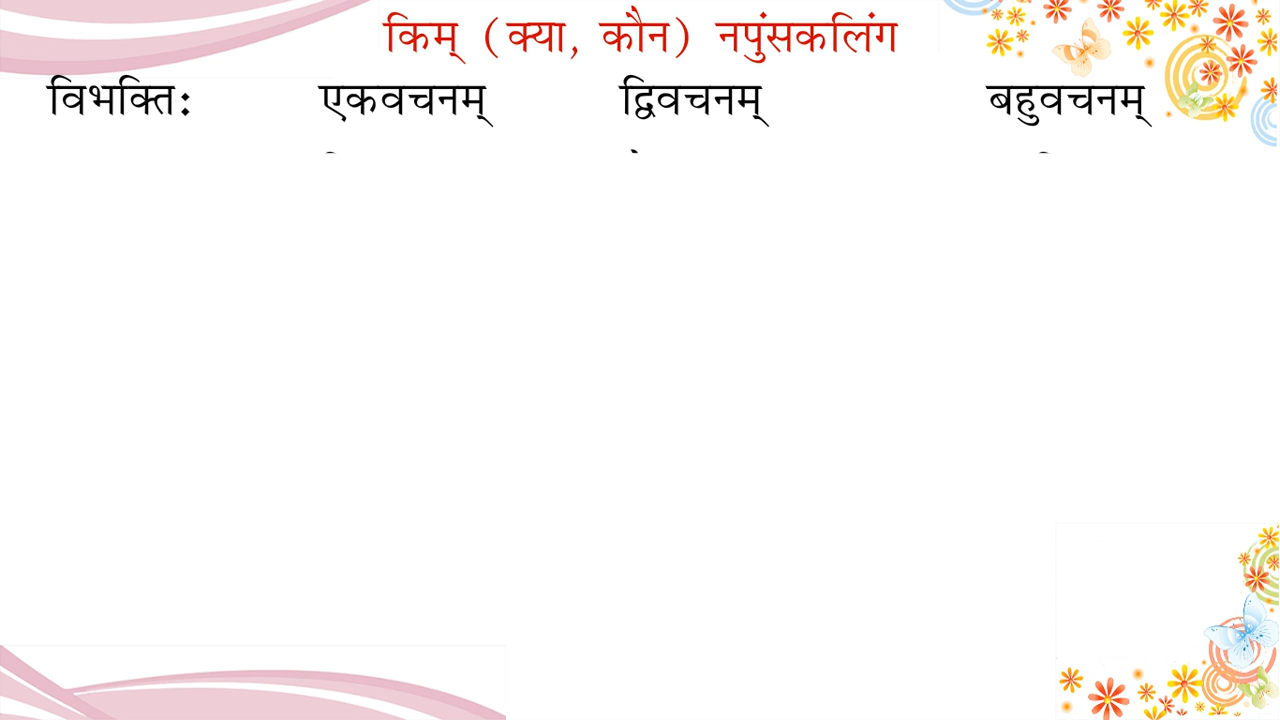 किम् (क्या, कौन) नपुंसकलिंग
विभक्तिः एकवचनम् द्विवचनम् बहुवचनम्